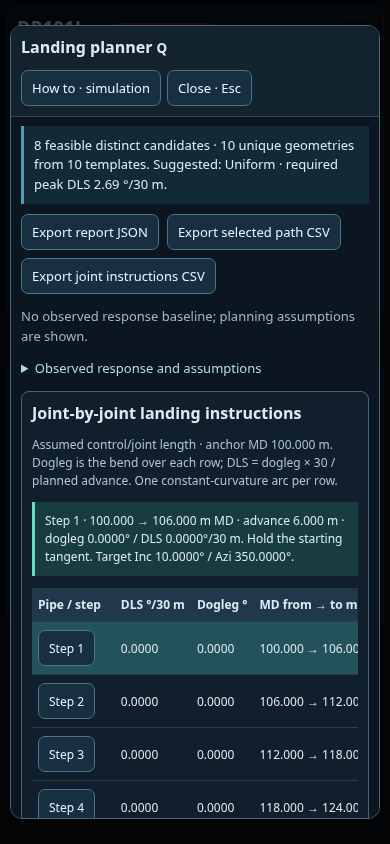 Landing planner Q
How to · simulation
Close · Esc
8 feasible distinct candidates · 10 unique geometries
from 10 templates. Suggested: Uniform · required
peak DLS 2.69 °/30 m.
Export report JSON
Export selected path CSV
Export joint instructions CSV
No observed response baseline; planning assumptions
are shown.
▶ Observed response and assumptions
Joint-by-joint landing instructions
Assumed control/joint length · anchor MD 100.000 m.
Dogleg is the bend over each row; DLS = dogleg × 30 /
planned advance. One constant-curvature arc per row.
Step 1 · 100.000 → 106.000 m MD · advance 6.000 m ·
dogleg 0.0000° / DLS 0.0000°/30 m. Hold the starting
tangent. Target Inc 10.0000° / Azi 350.0000°.
Pipe / step DLS °/30 m Dogleg ° MD from → to m
Step 1 0.0000 0.0000 100.000 → 106.00
Step 2 0.0000 0.0000 106.000 → 112.00
Step 3 0.0000 0.0000 112.000 → 118.00
Step 4 0.0000 0.0000 118.000 → 124.00